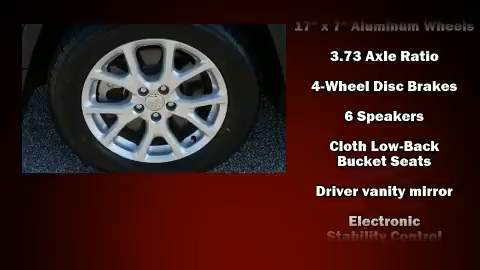 17" x 7" Aluminum Wheels
3.73 Axle Ratio
4-Wheel Disc Brakes
6 Speakers
Cloth Low-Back
Bucket Seats
Driver vanity mirror
Electronic
Stability Control